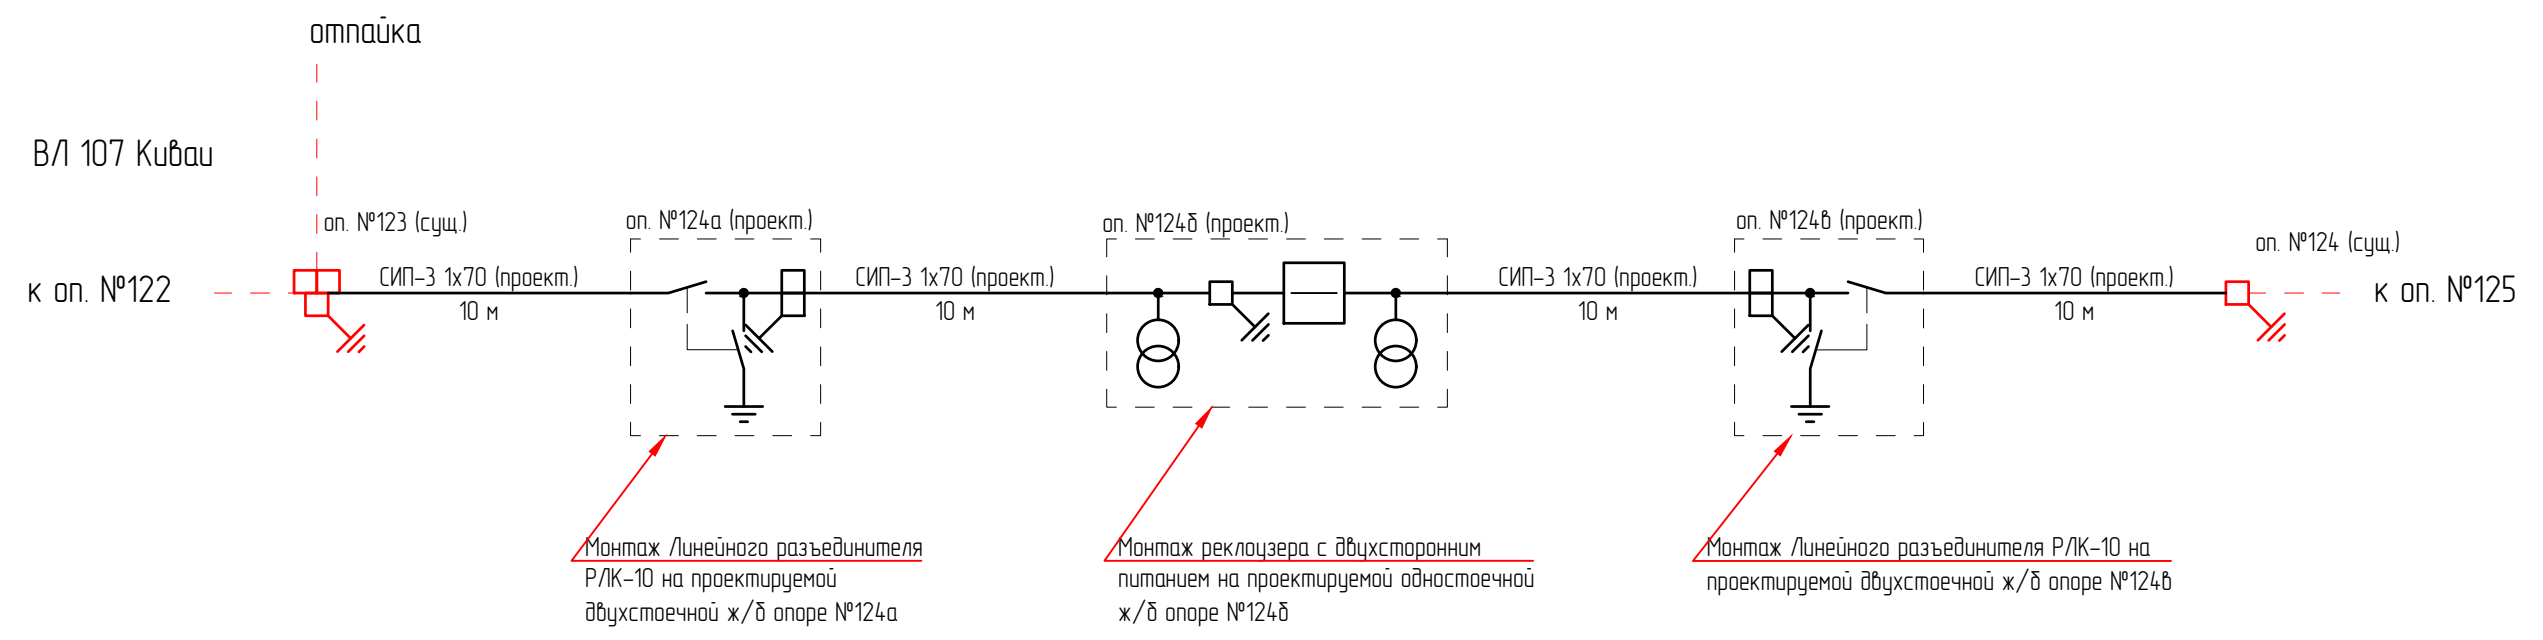 отпайка
ВЛ 107 Киваи
оп. №123 (сущ.)
оп. №124а (проект.)
оп. №124б (проект.)
оп. №124в (проект.)
оп. №124 (сущ.)
к оп. №122
СИП-3 1х70 (проект.)
10 м
СИП-3 1х70 (проект.)
10 м
СИП-3 1х70 (проект.)
10 м
СИП-3 1х70 (проект.)
10 м
к оп. №125
Монтаж Линейного разъединителя
РЛК-10 на проектируемой
двухстоечной ж/б опоре №124а
Монтаж реклоузера с двухсторонним
питанием на проектируемой одностоечной
ж/б опоре №124б
Монтаж Линейного разъединителя РЛК-10 на
проектируемой двухстоечной ж/б опоре №124в